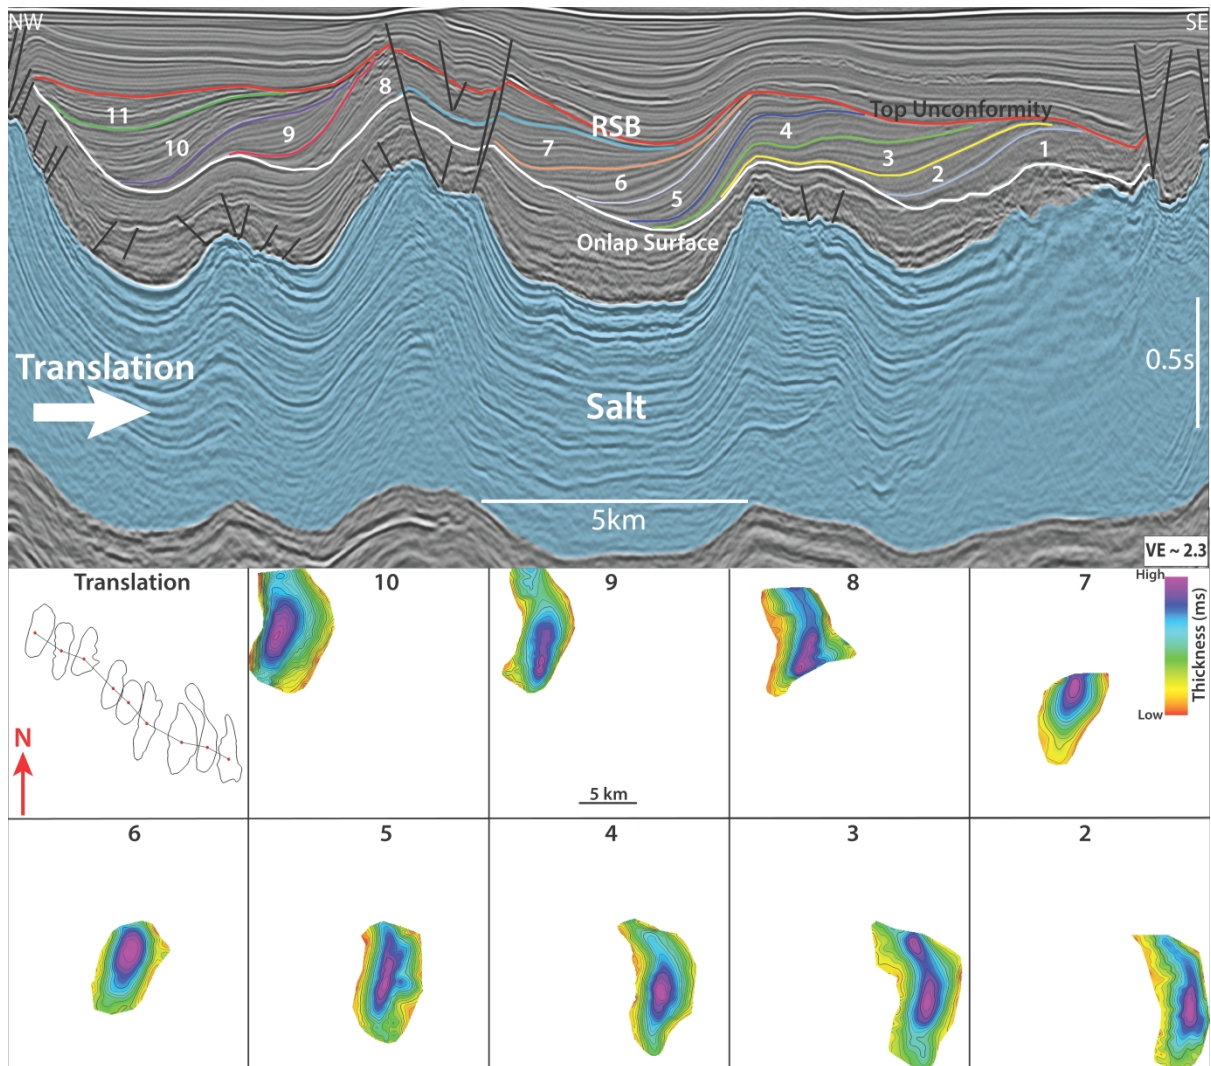 NW
SE
8
11
Top Unconformity
RSB
4
9
1
7
10
3
2
6
5
Onlap Surface
Translation
0.5s
Salt
5km
VE ~ 2.3
Translation
10
9
8
7
High
Thickness (ms)
Low
N
5 km
6
5
4
3
2